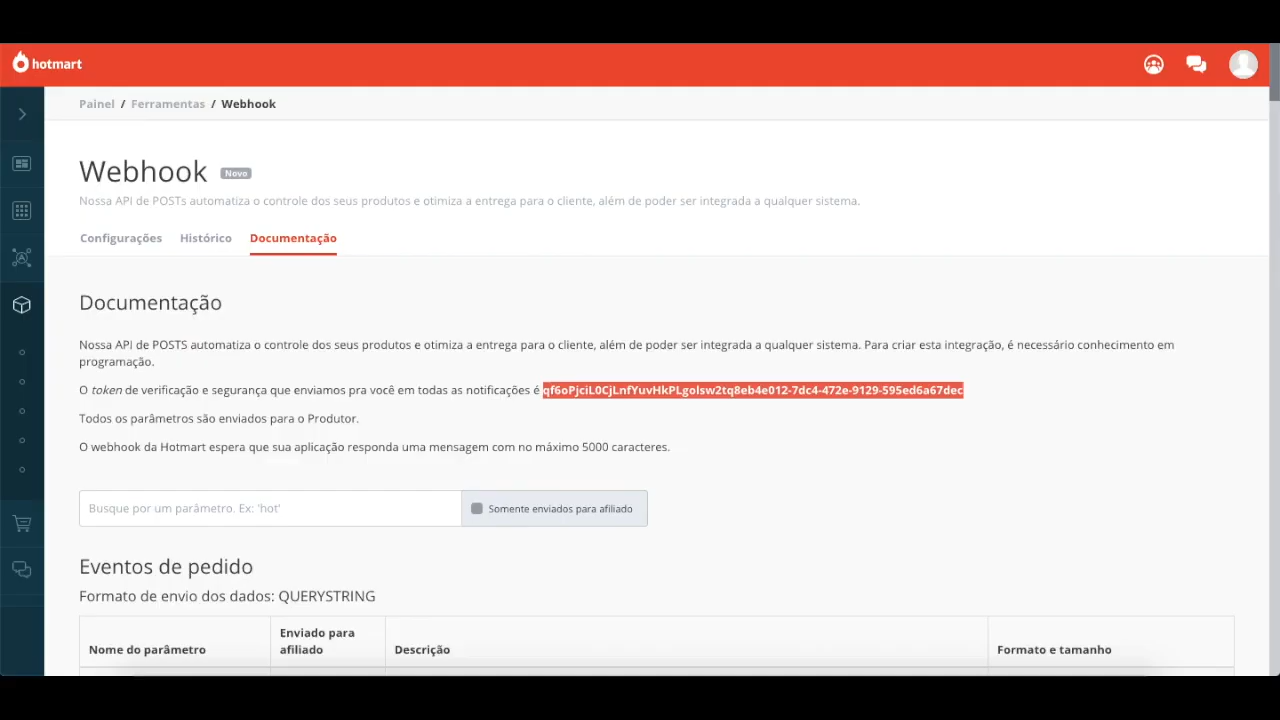 hotmart
Painel / Ferramentas / Webhook
Webhook Novo
Nossa API de POSTs automatiza o controle dos seus produtos e otimiza a entrega para o cliente, além de poder ser integrada a qualquer sistema.
Configurações Histórico Documentação
Documentação
Nossa API de POSTS automatiza o controle dos seus produtos e otimiza a entrega para o cliente, além de poder ser integrada a qualquer sistema. Para criar esta integração, é necessário conhecimento em
programação.
O token de verificação e segurança que enviamos pra você em todas as notificações é qf6oPjciL0CjLnfYuvHkPLgolsw2tq8eb4e012-7dc4-472e-9129-595ed6a67dec
Todos os parâmetros são enviados para o Produtor.
O webhook da Hotmart espera que sua aplicação responda uma mensagem com no máximo 5000 caracteres.
Busque por um parâmetro. Ex: 'hot' Somente enviados para afiliado
Eventos de pedido
Formato de envio dos dados: QUERYSTRING
Nome do parâmetro Enviado para afiliado Descrição Formato e tamanho